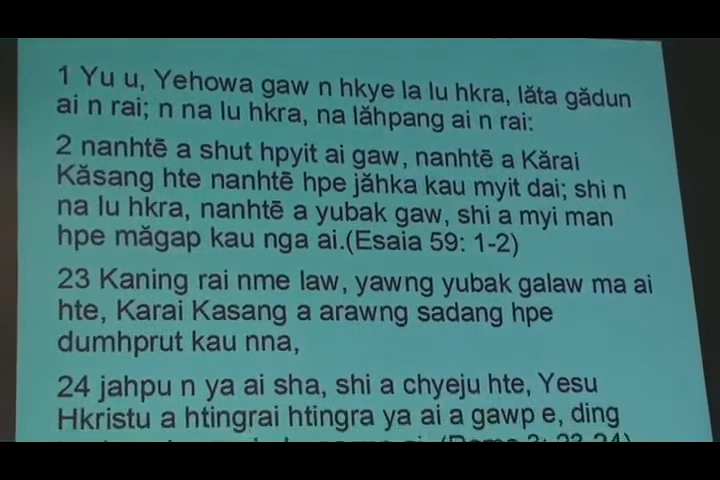 1 Yu u, Yehowa gaw n hkye la lu hkra, lăta gădun
ai n rai; n na lu hkra, na lăhpang ai n rai:
2 nanhtē a shut hpyit ai gaw, nanhtē a Kărai
Kăsang hte nanhtē hpe jăhka kau myit dai; shi n
na lu hkra, nanhtē a yubak gaw, shi a myi man
hpe măgap kau nga ai.(Esaia 59: 1-2)
23 Kaning rai nme law, yawng yubak galaw ma ai
hte, Karai Kasang a arawng sadang hpe
dumhprut kau nna,
24 jahpu n ya ai sha, shi a chyeju hte, Yesu
Hkristu a htingrai htingra ya ai a gawp e, ding